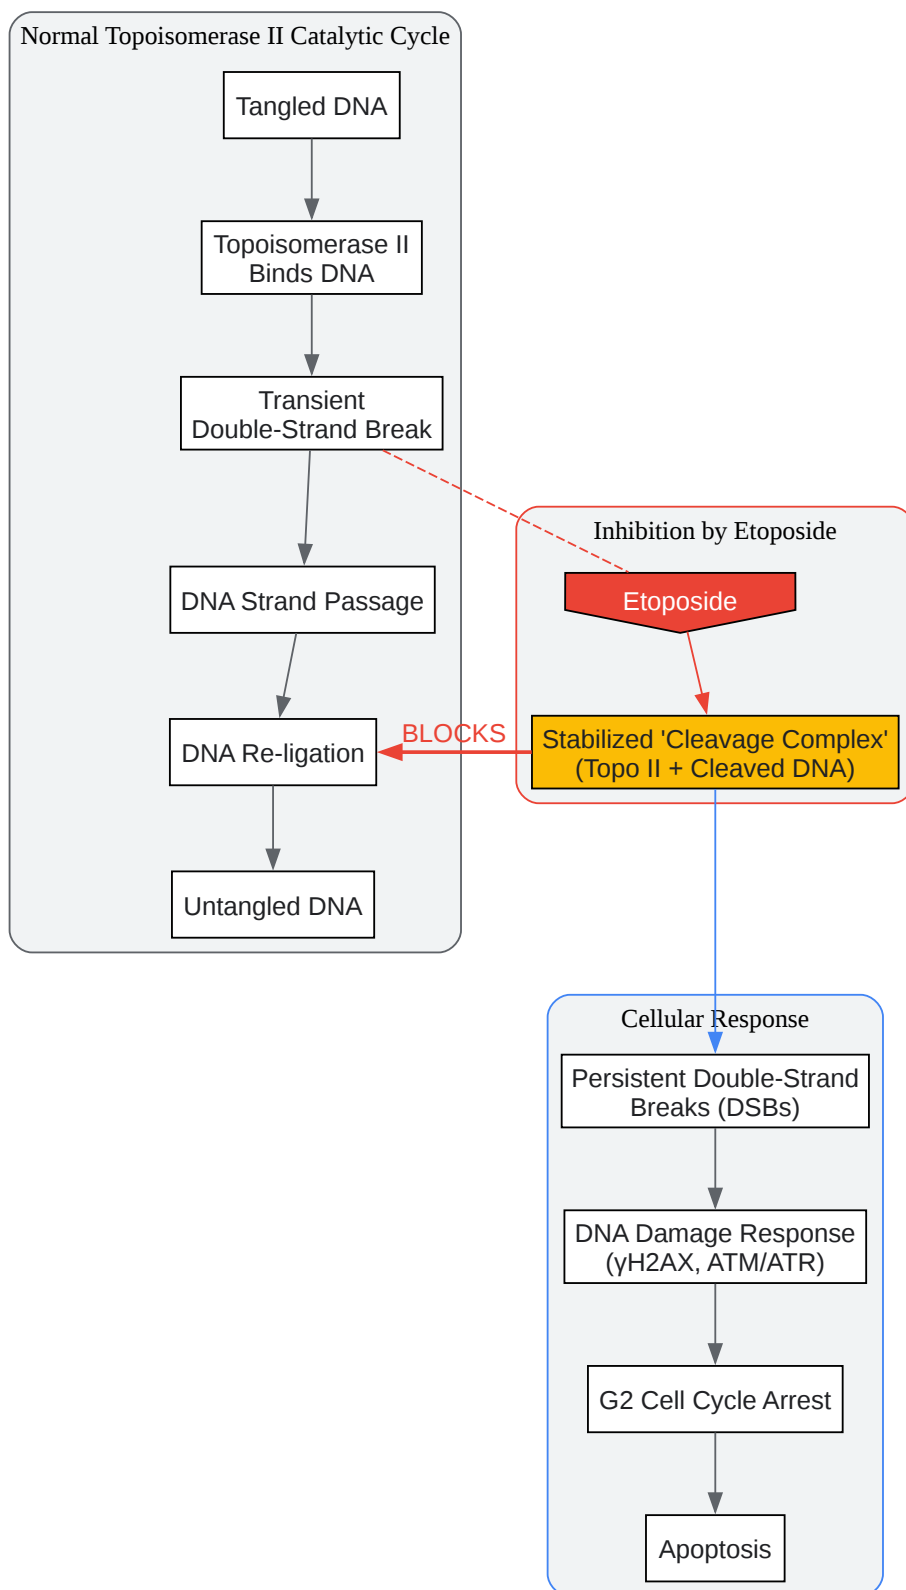 Normal Topoisomerase II Catalytic Cycle
Tangled DNA
Topoisomerase II
Binds DNA
Transient
Double-Strand Break
DNA Strand Passage
DNA Re-ligation
Untangled DNA
BLOCKS
Inhibition by Etoposide
Etoposide
Stabilized 'Cleavage Complex'
(Topo II + Cleaved DNA)
Cellular Response
Persistent Double-Strand
Breaks (DSBs)
DNA Damage Response
(γH2AX, ATM/ATR)
G2 Cell Cycle Arrest
Apoptosis